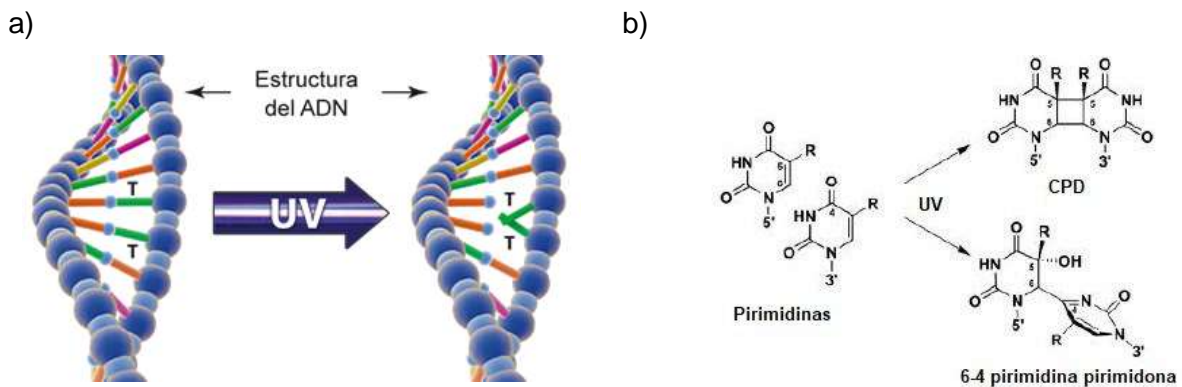 a)
Estructura
del ADN
T
T
UV
T
T
b)
O
R
5
HN
6
O
N
5'
O
4
R
HN
O
N
3'
Pirimidinas
UV
O R R O
HN 5 5 NH
6 6
O N N O
5' 3'
CPD
O R
5 OH
HN 6
O N
5'
N O
4
R N
3'
6-4 pirimidina pirimidona